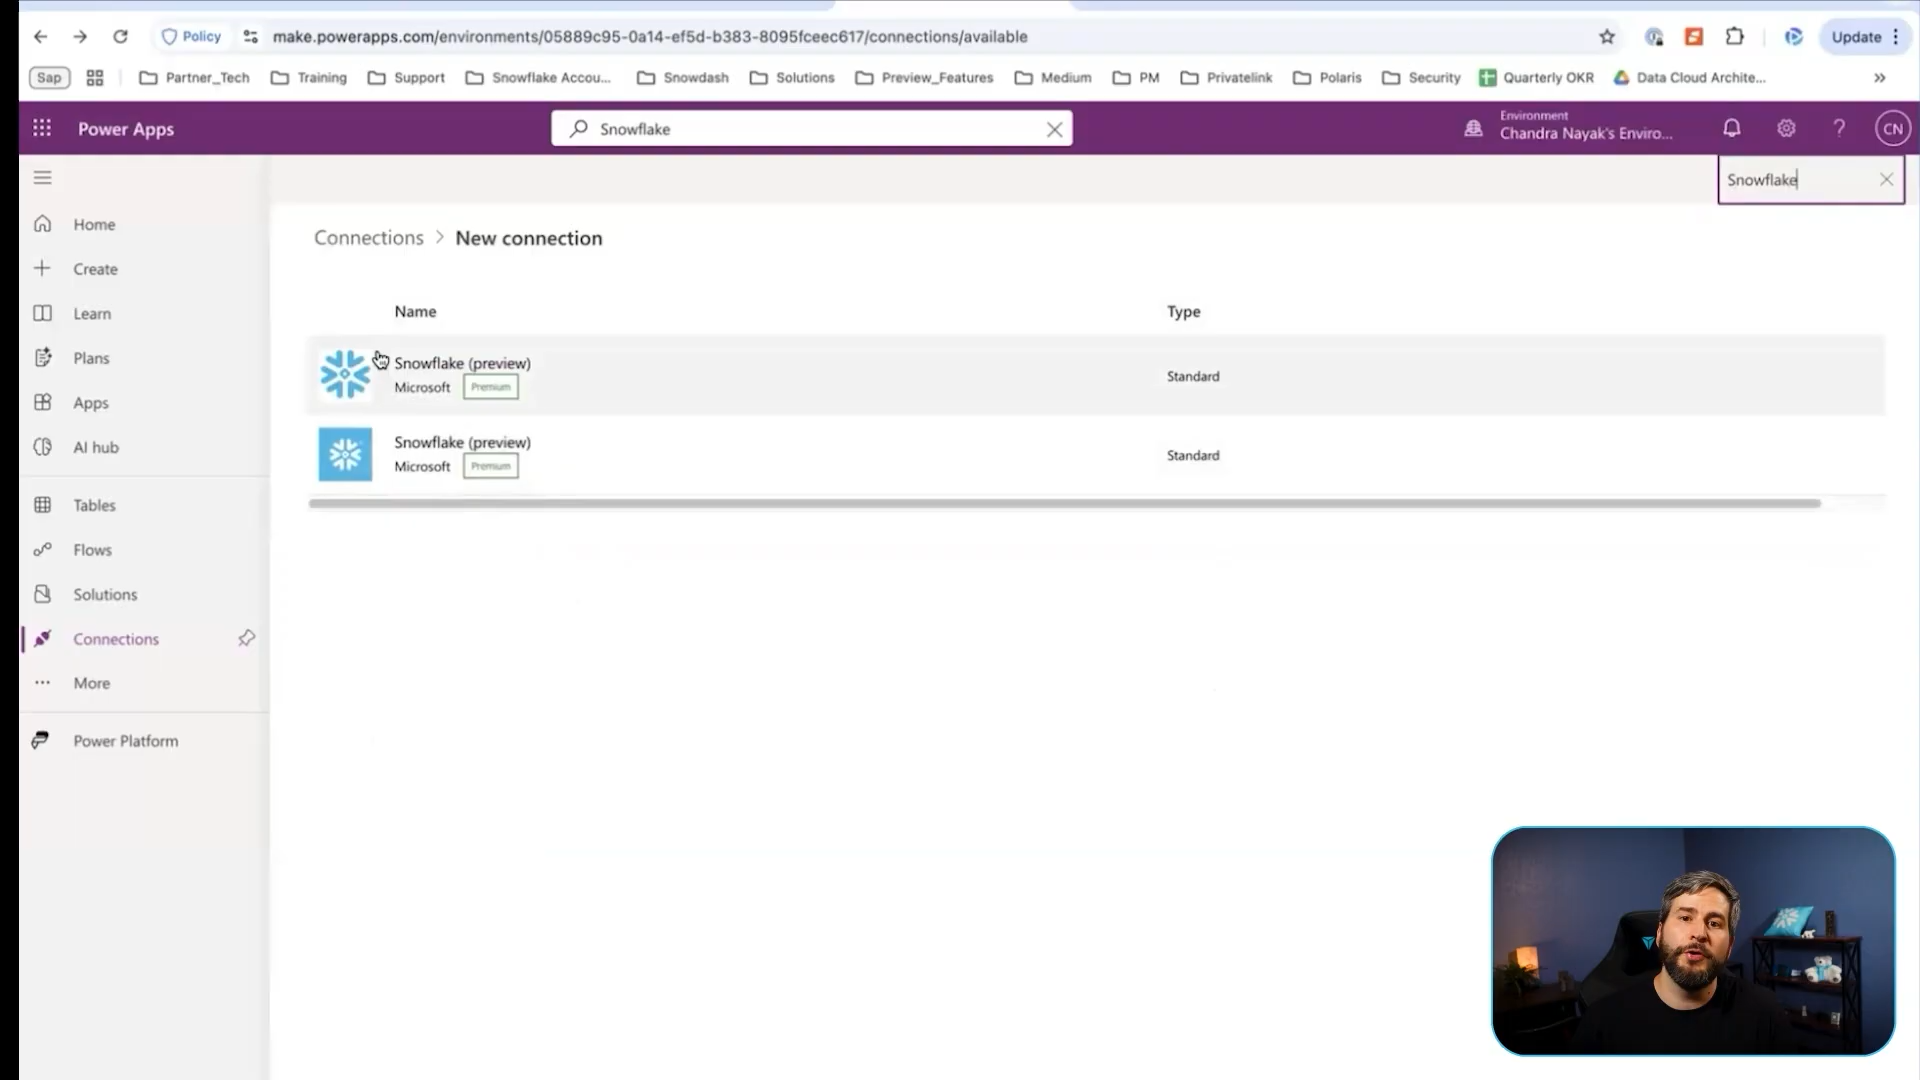 Policy
make.powerapps.com/environments/05889c95-0a14-ef5d-b383-8095fceec617/connections/available
Update
Sap
Partner_Tech
Training
Support
Snowflake Accou...
Snowdash
Solutions
Preview_Features
Medium
PM
Privatelink
Polaris
Security
Quarterly OKR
Data Cloud Archite...
»
Power Apps
Snowflake
Environment
Chandra Nayak's Enviro...
CN
Snowflake
Home
Create
Learn
Plans
Apps
AI hub
Tables
Flows
Solutions
Connections
More
Power Platform
Connections > New connection
Name
Type
Snowflake (preview)
Microsoft Premium
Standard
Snowflake (preview)
Microsoft Premium
Standard